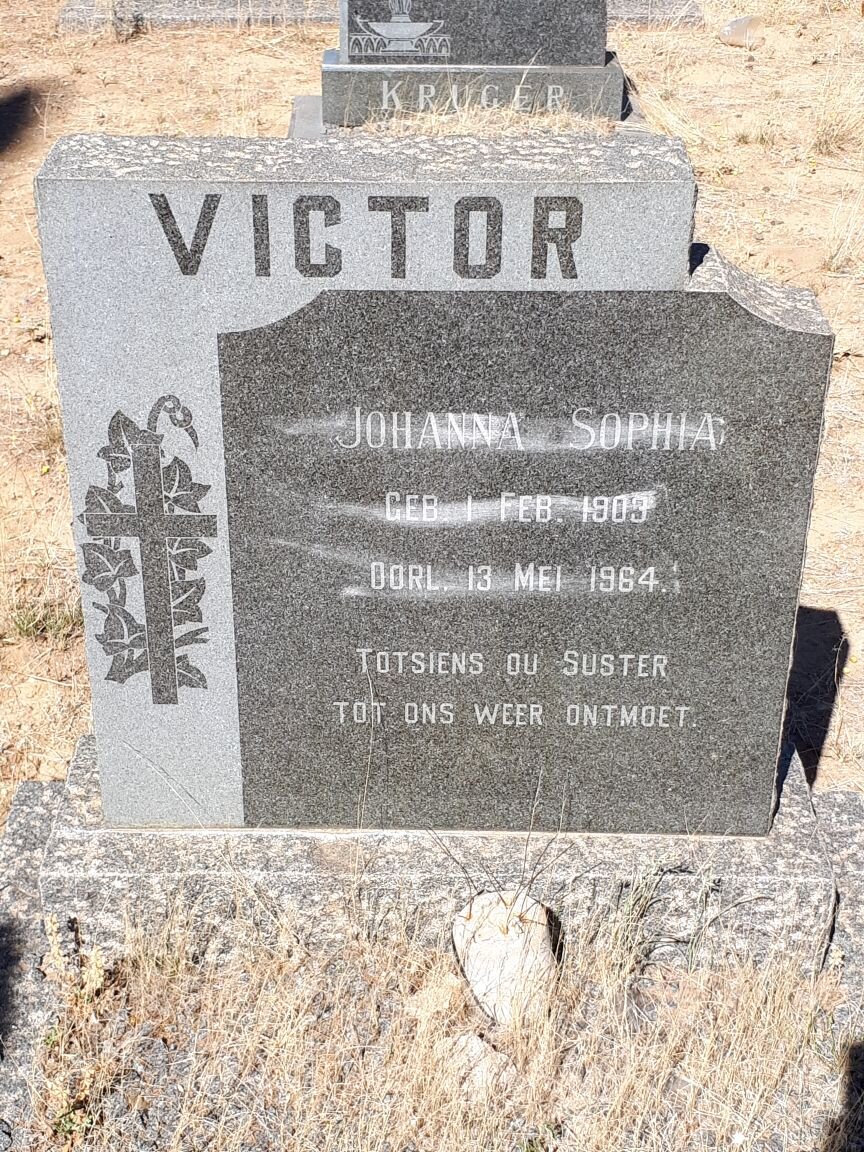 KRUGER
VICTOR
JOHANNA SOPHIA
GEB 1 FEB. 1903
OORL. 13 MEI 1964.
TOTSIENS OU SUSTER
TOT ONS WEER ONTMOET.